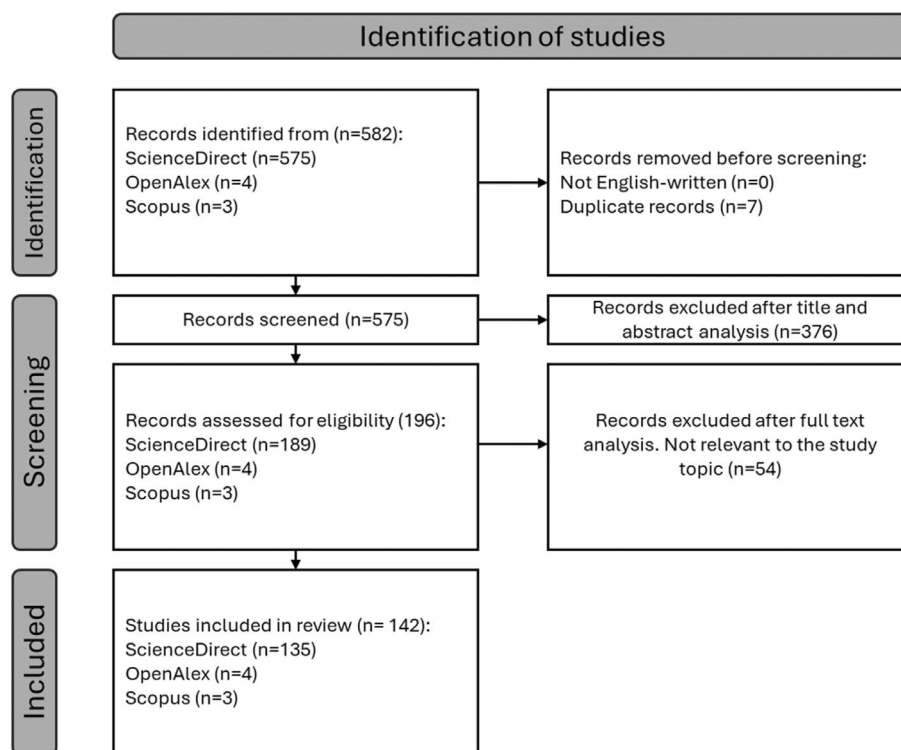 Identification of studies
Identification
Records identified from (n=582):
ScienceDirect (n=575)
OpenAlex (n=4)
Scopus (n=3)
Records removed before screening:
Not English-written (n=0)
Duplicate records (n=7)
Screening
Records screened (n=575)
Records excluded after title and
abstract analysis (n=376)
Records assessed for eligibility (196):
ScienceDirect (n=189)
OpenAlex (n=4)
Scopus (n=3)
Records excluded after full text
analysis. Not relevant to the study
topic (n=54)
Included
Studies included in review (n= 142):
ScienceDirect (n=135)
OpenAlex (n=4)
Scopus (n=3)